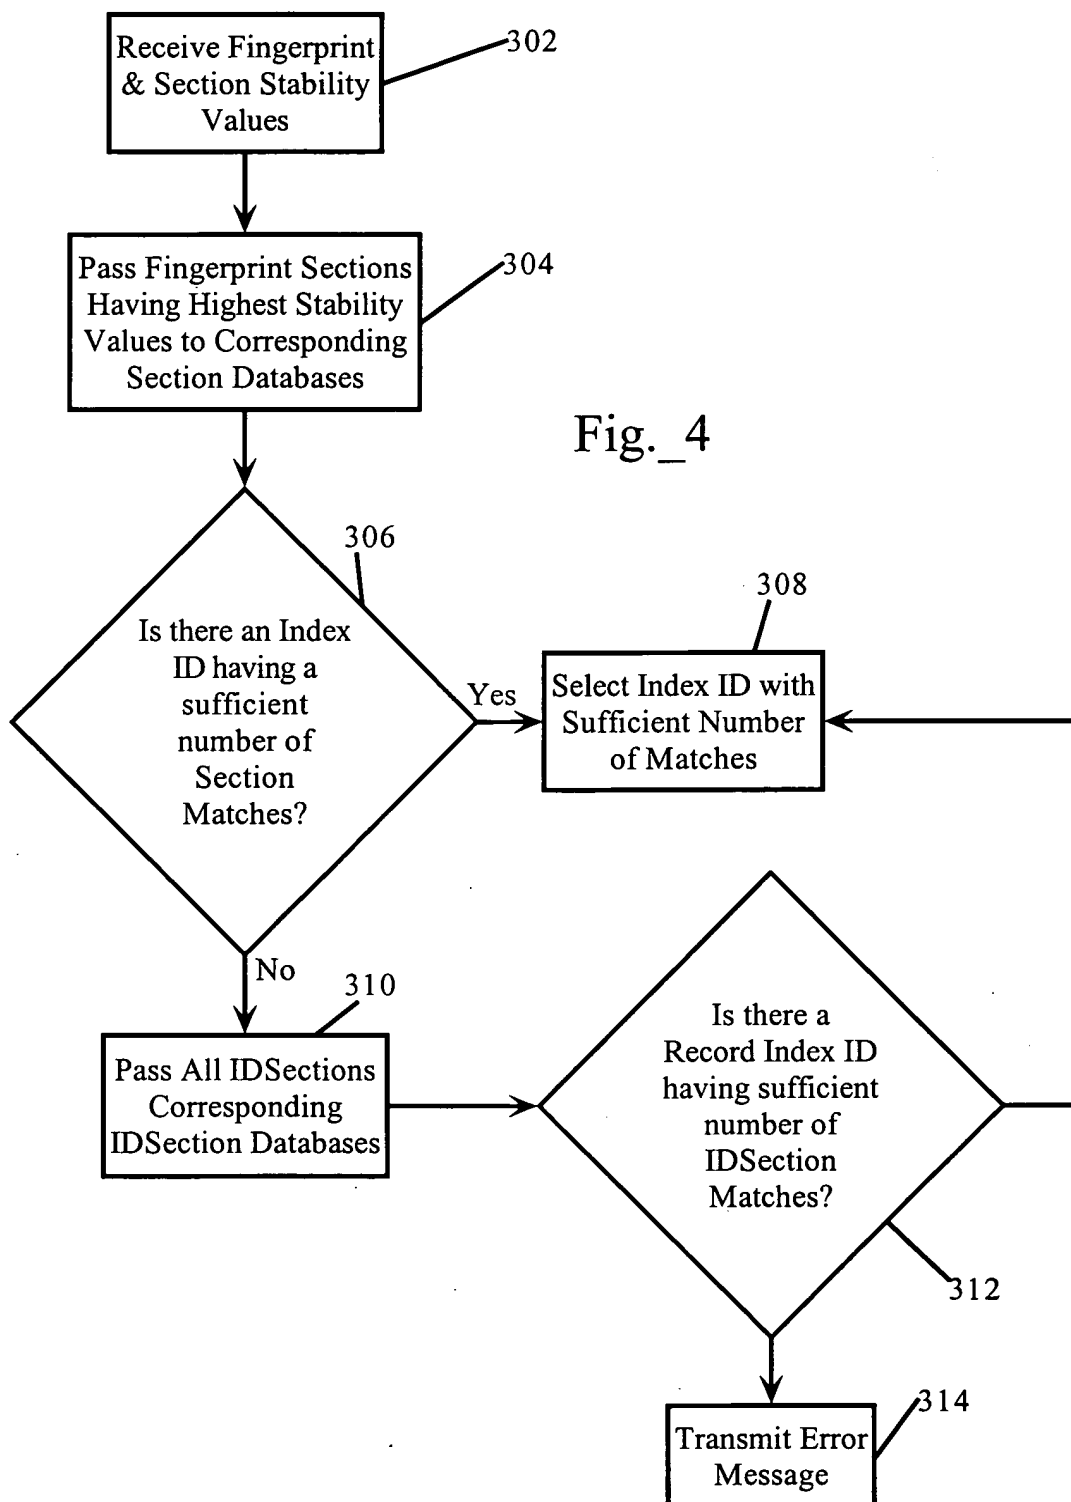 Receive Fingerprint
& Section Stability
Values
302
Pass Fingerprint Sections
Having Highest Stability
Values to Corresponding
Section Databases
304
Fig._4
306
Is there an Index
ID having a
sufficient
number of
Section
Matches?
Yes
308
Select Index ID with
Sufficient Number
of Matches
No
310
Pass All IDSections
Corresponding
IDSection Databases
Is there a
Record Index ID
having sufficient
number of
IDSection
Matches?
312
314
Transmit Error
Message